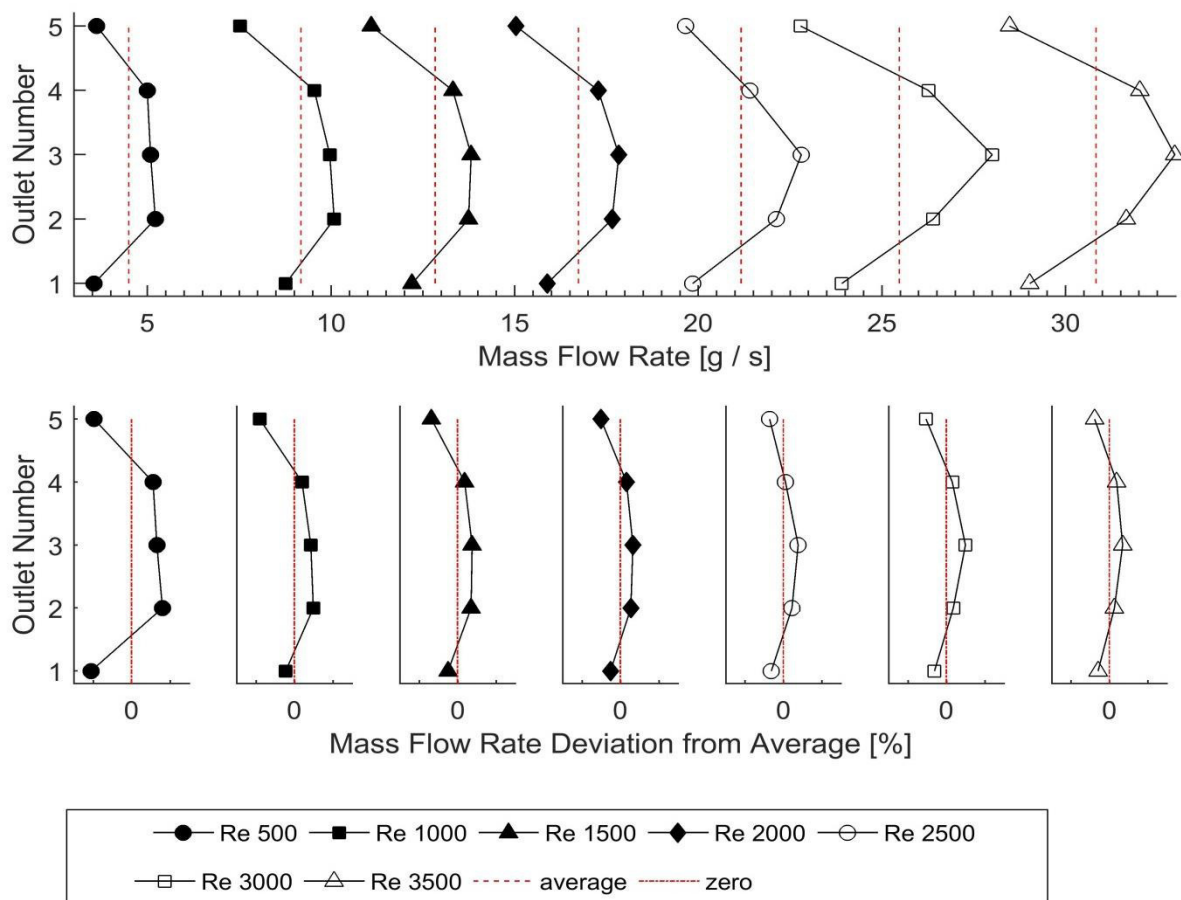 5
4
3
2
1
Outlet Number
5 10 15 20 25 30
Mass Flow Rate [g / s]
5
4
3
2
1
Outlet Number
0 0 0 0 0 0 0
Mass Flow Rate Deviation from Average [%]
Re 500 Re 1000 Re 1500 Re 2000 Re 2500
Re 3000 Re 3500 average zero